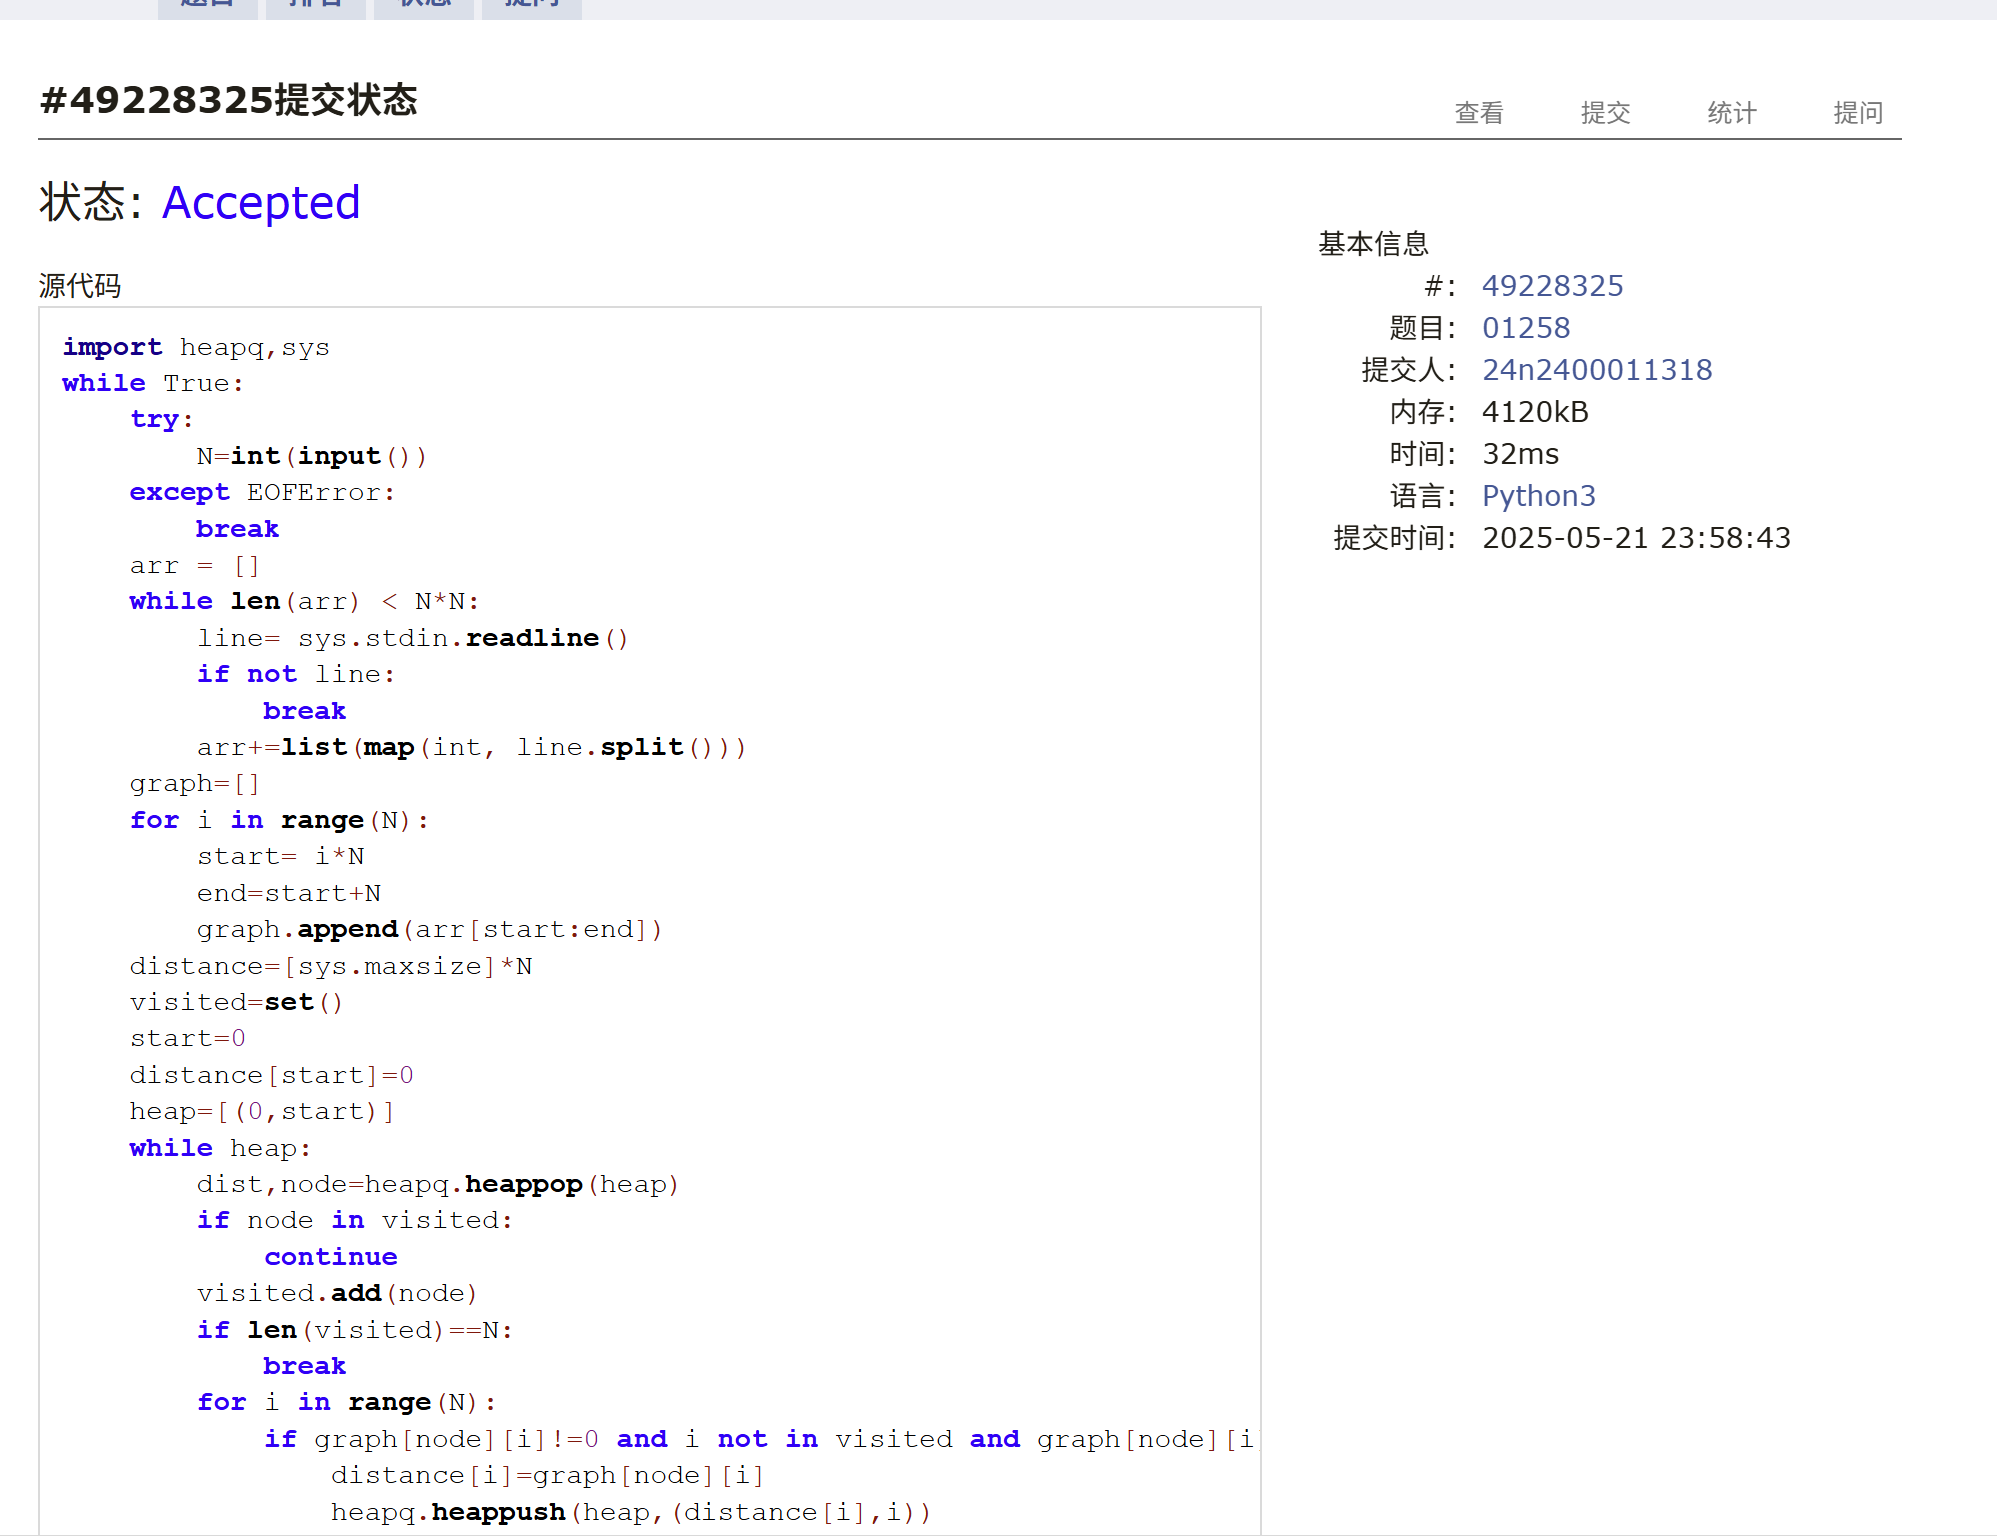 #49228325提交状态
查看 提交 统计 提问
状态: Accepted
源代码
import heapq,sys
while True:
    try:
        N=int(input())
    except EOFError:
        break
    arr = []
    while len(arr) < N*N:
        line= sys.stdin.readline()
        if not line:
            break
        arr+=list(map(int, line.split()))
    graph=[]
    for i in range(N):
        start= i*N
        end=start+N
        graph.append(arr[start:end])
    distance=[sys.maxsize]*N
    visited=set()
    start=0
    distance[start]=0
    heap=[(0,start)]
    while heap:
        dist,node=heapq.heappop(heap)
        if node in visited:
            continue
        visited.add(node)
        if len(visited)==N:
            break
        for i in range(N):
            if graph[node][i]!=0 and i not in visited and graph[node][i
                distance[i]=graph[node][i]
                heapq.heappush(heap,(distance[i],i))
基本信息
#: 49228325
题目: 01258
提交人: 24n2400011318
内存: 4120kB
时间: 32ms
语言: Python3
提交时间: 2025-05-21 23:58:43